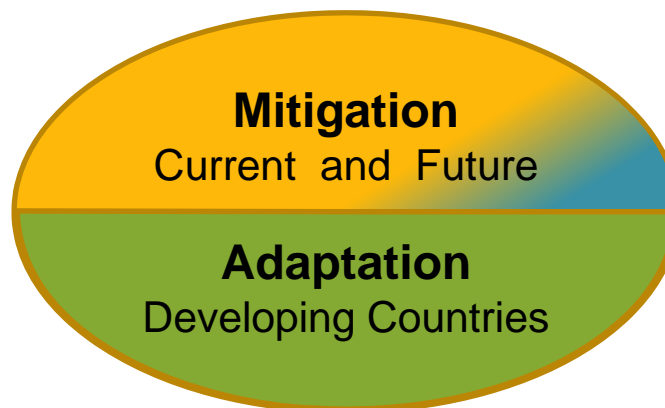 Mitigation
Current and Future
Adaptation
Developing Countries